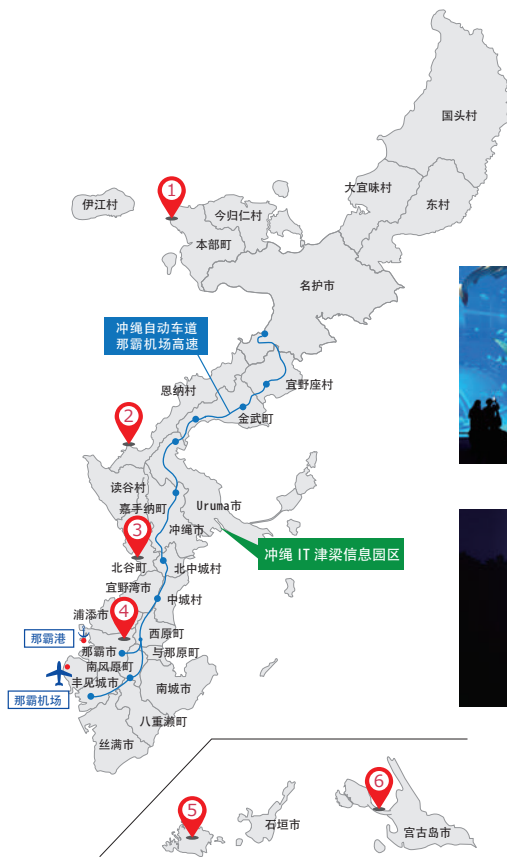 国头村
大宜味村
东村
伊江村
1
今归仁村
本部町
名护市
冲绳自动车道
那霸机场高速
恩纳村
宜野座村
金武町
2
读谷村
嘉手纳町
Uruma市
冲绳市
3
冲绳 IT 津梁信息园区
北谷町
北中城村
宜野湾市
中城村
浦添市
4
西原町
那霸港
那霸市
与那原町
南风原町
丰见城市
南城市
那霸机场
八重濑町
丝满市
5
石垣市
6
宫古岛市